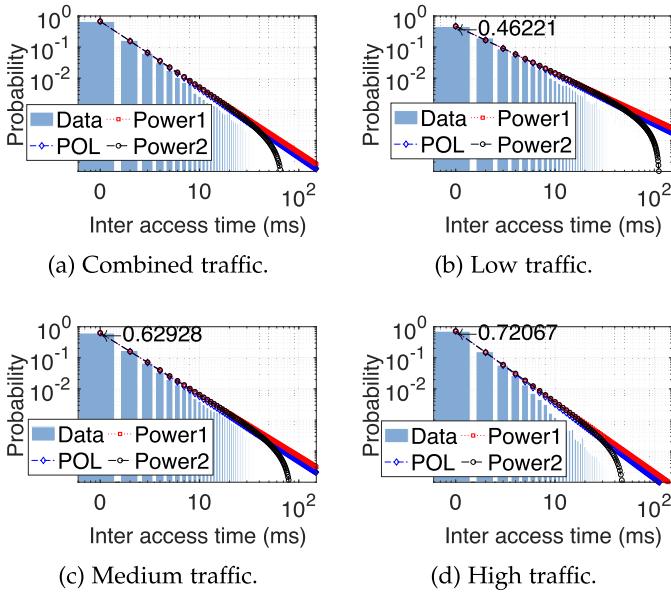 10^0
10^-1
10^-2
Probability
Data Power1
POL Power2
0 10 10^2
Inter access time (ms)
(a) Combined traffic.
10^0
10^-1
10^-2
Probability
0.46221
Data Power1
POL Power2
0 10 10^2
Inter access time (ms)
(b) Low traffic.
10^0
10^-1
10^-2
Probability
0.62928
Data Power1
POL Power2
0 10 10^2
Inter access time (ms)
(c) Medium traffic.
10^0
10^-1
10^-2
Probability
0.72067
Data Power1
POL Power2
0 10 10^2
Inter access time (ms)
(d) High traffic.